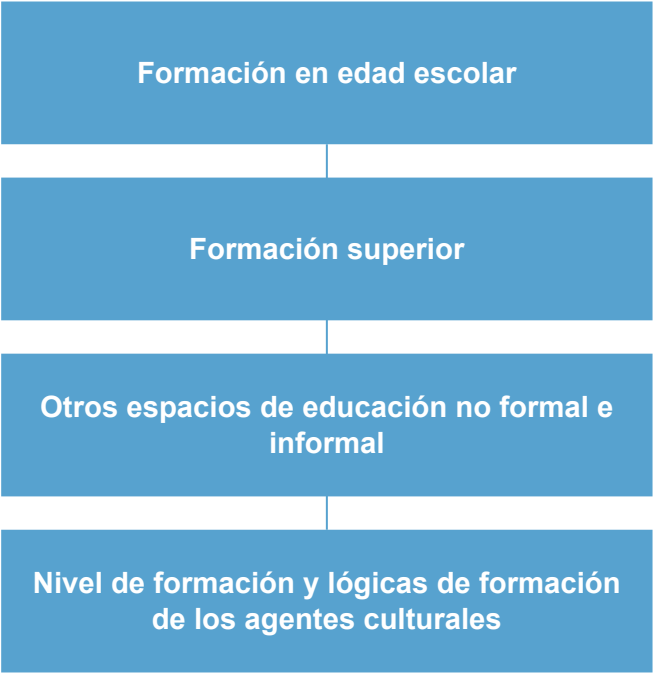 Formación en edad escolar
Formación superior
Otros espacios de educación no formal e
informal
Nivel de formación y lógicas de formación
de los agentes culturales